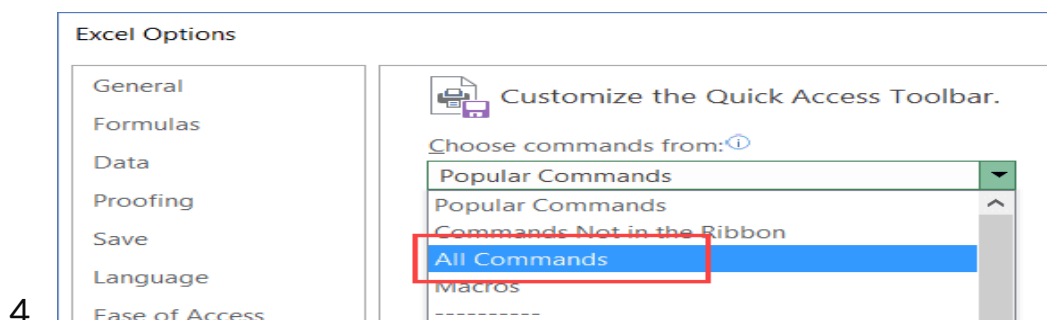 Excel Options
General
Formulas
Data
Proofing
Save
Language
Ease of Access
Customize the Quick Access Toolbar.
Choose commands from:
Popular Commands
Popular Commands
Commands Not in the Ribbon
All Commands
Macros
----------
4